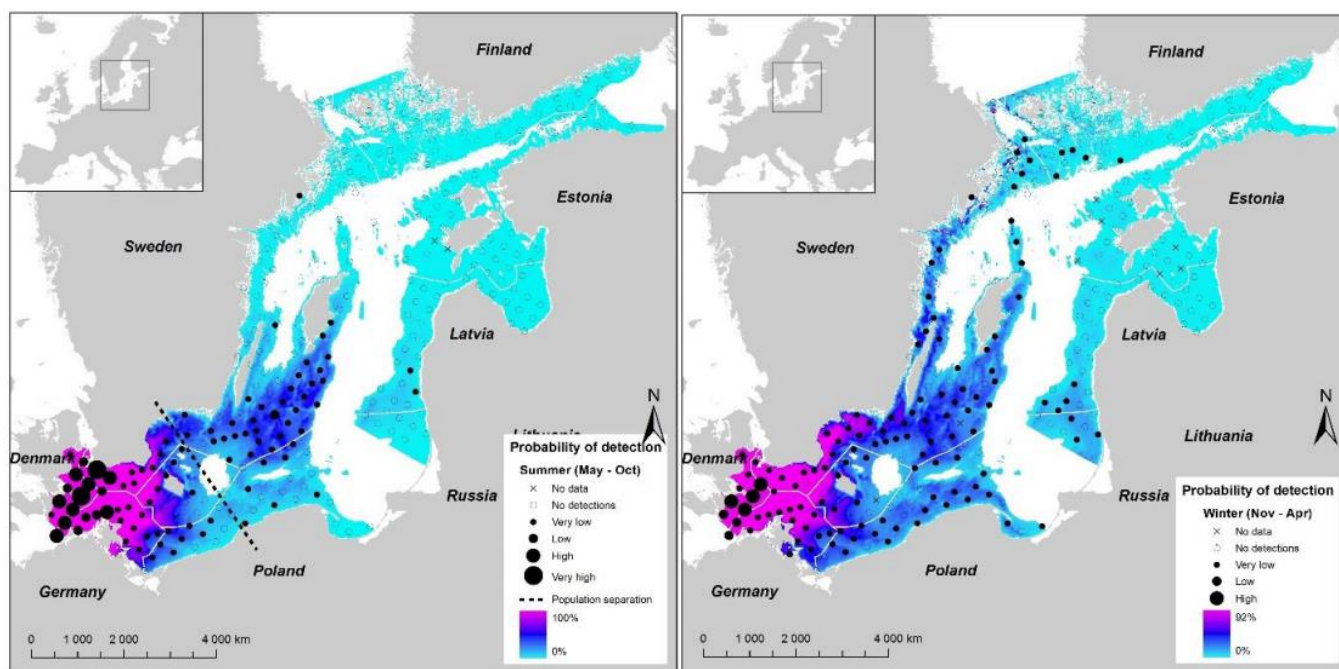 Finland
Estonia
Sweden
Latvia
N
Lithuania
Denmark
Russia
Poland
Germany
Probability of detection
Summer (May - Oct)
No data
No detections
Very low
Low
High
Very high
Population separation
100%
0%
0 1 000 2 000 4 000 km
Finland
Estonia
Sweden
Latvia
N
Lithuania
Denmark
Russia
Poland
Germany
Probability of detection
Winter (Nov - Apr)
No data
No detections
Very low
Low
High
92%
0%
0 1 000 2 000 4 000 km